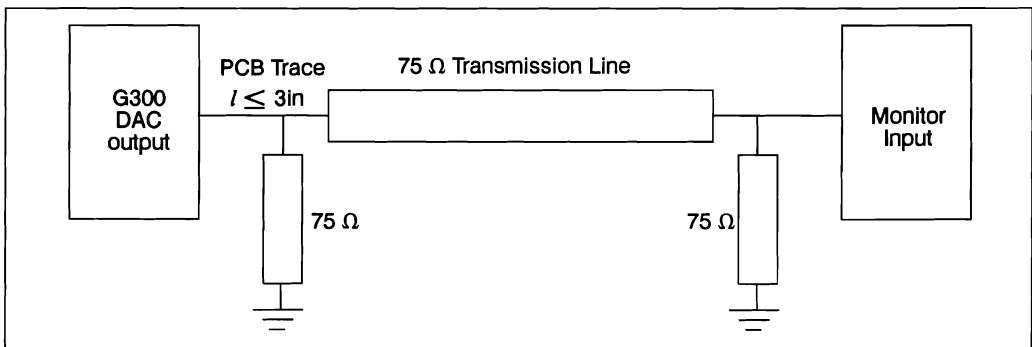 G300
DAC
output
PCB Trace
l ≤ 3in
75 Ω Transmission Line
Monitor
Input
75 Ω
75 Ω